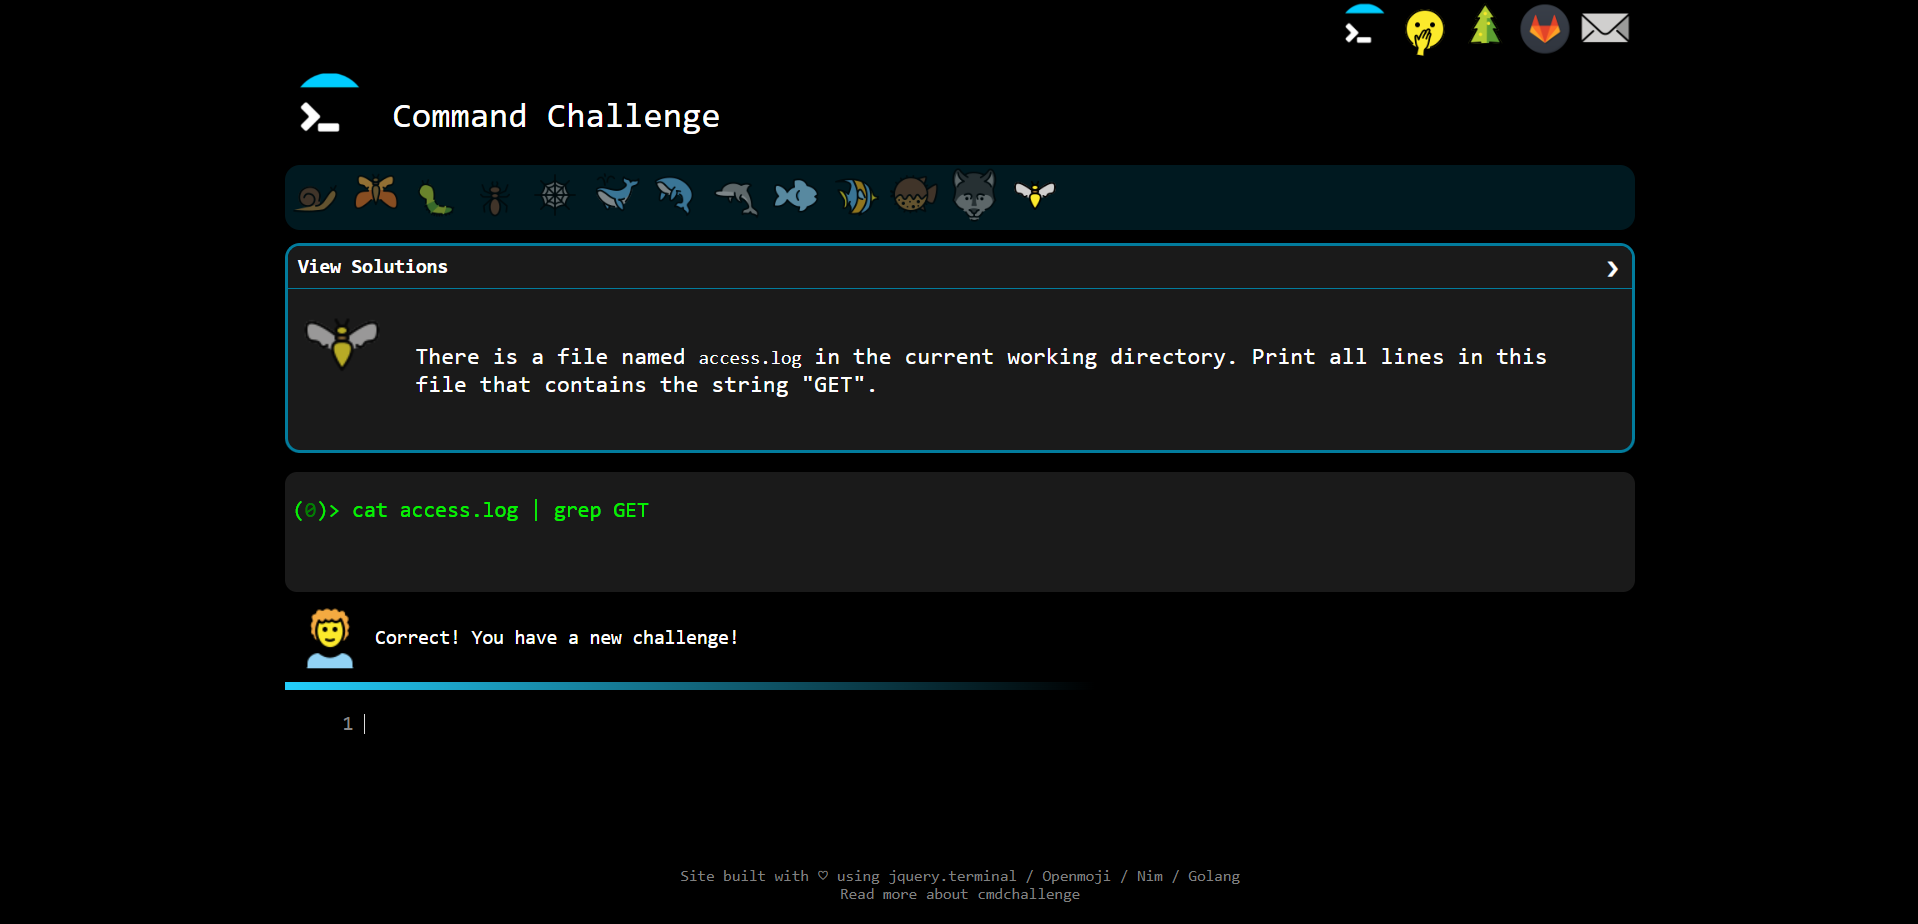 Command Challenge
View Solutions ❯
There is a file named access.log in the current working directory. Print all lines in this
file that contains the string "GET".
(0)> cat access.log | grep GET
Correct! You have a new challenge!
1
Site built with ♡ using jquery.terminal / Openmoji / Nim / Golang
Read more about cmdchallenge